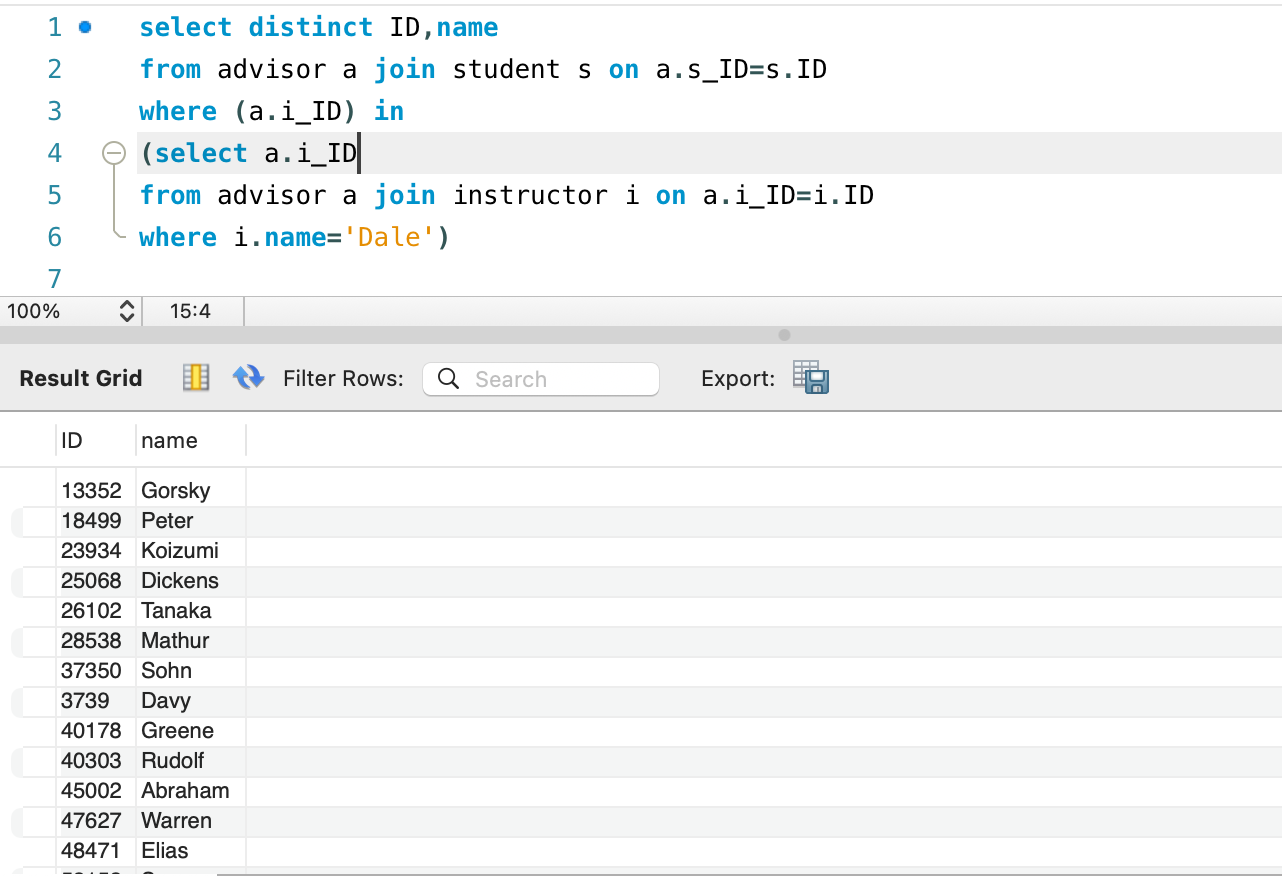 1 select distinct ID,name
2 from advisor a join student s on a.s_ID=s.ID
3 where (a.i_ID) in
4 (select a.i_ID
5 from advisor a join instructor i on a.i_ID=i.ID
6 where i.name='Dale')
7
100% 15:4
Result Grid Filter Rows: Search Export:
ID name
13352 Gorsky
18499 Peter
23934 Koizumi
25068 Dickens
26102 Tanaka
28538 Mathur
37350 Sohn
3739 Davy
40178 Greene
40303 Rudolf
45002 Abraham
47627 Warren
48471 Elias